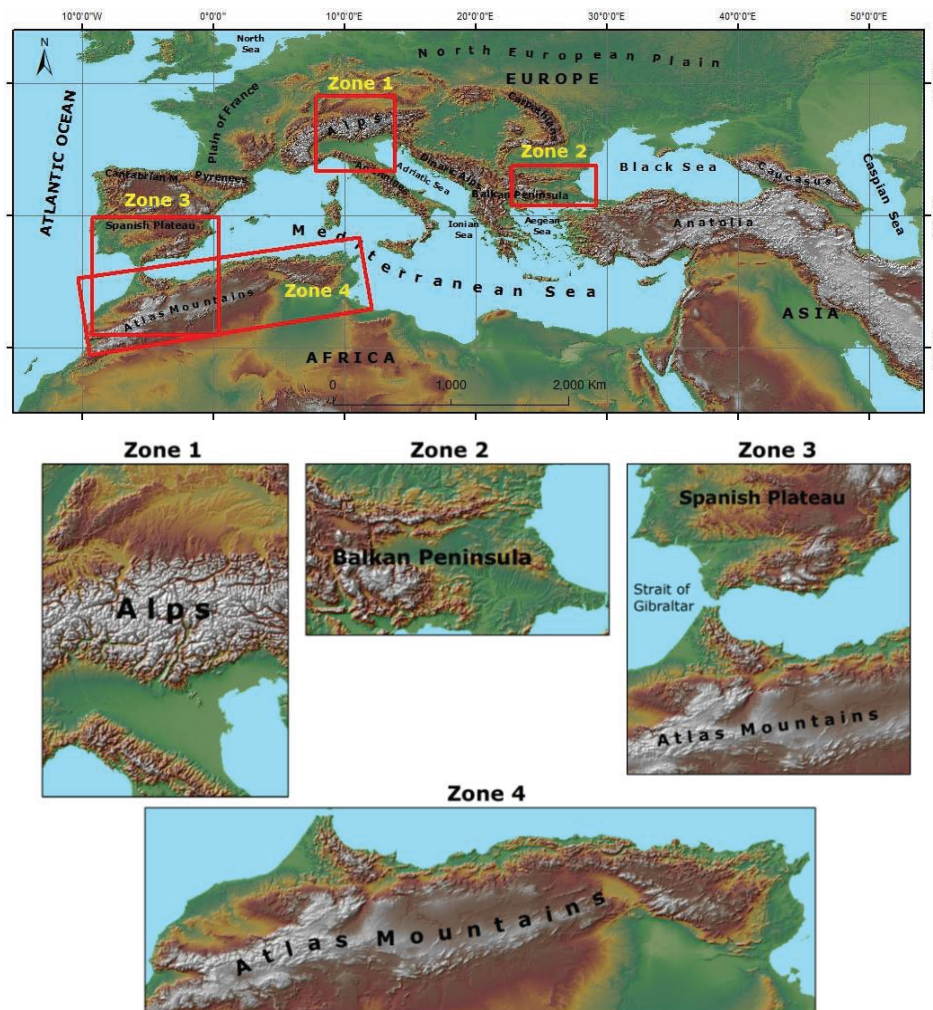 10°0'0"W 0°0'0" 10°0'0"E 20°0'0"E 30°0'0"E 40°0'0"E 50°0'0"E
N
North
Sea
North European Plain
EUROPE
Zone 1
ATLANTIC OCEAN
Plain of France
Alps
Carpathians
Zone 2
Black Sea
Caucasus
Caspian Sea
Cantabrian M.
Pyrenees
Apennines
Adriatic Sea
Dinaric Alps
Balkan Peninsula
Zone 3
Spanish Plateau
Mediterranean Sea
Ionian
Sea
Aegean
Sea
Anatolia
Zone 4
Atlas Mountains
ASIA
AFRICA
0 1,000 2,000 Km
Zone 1
Alps
Zone 2
Balkan Peninsula
Zone 3
Spanish Plateau
Strait of
Gibraltar
Atlas Mountains
Zone 4
Atlas Mountains